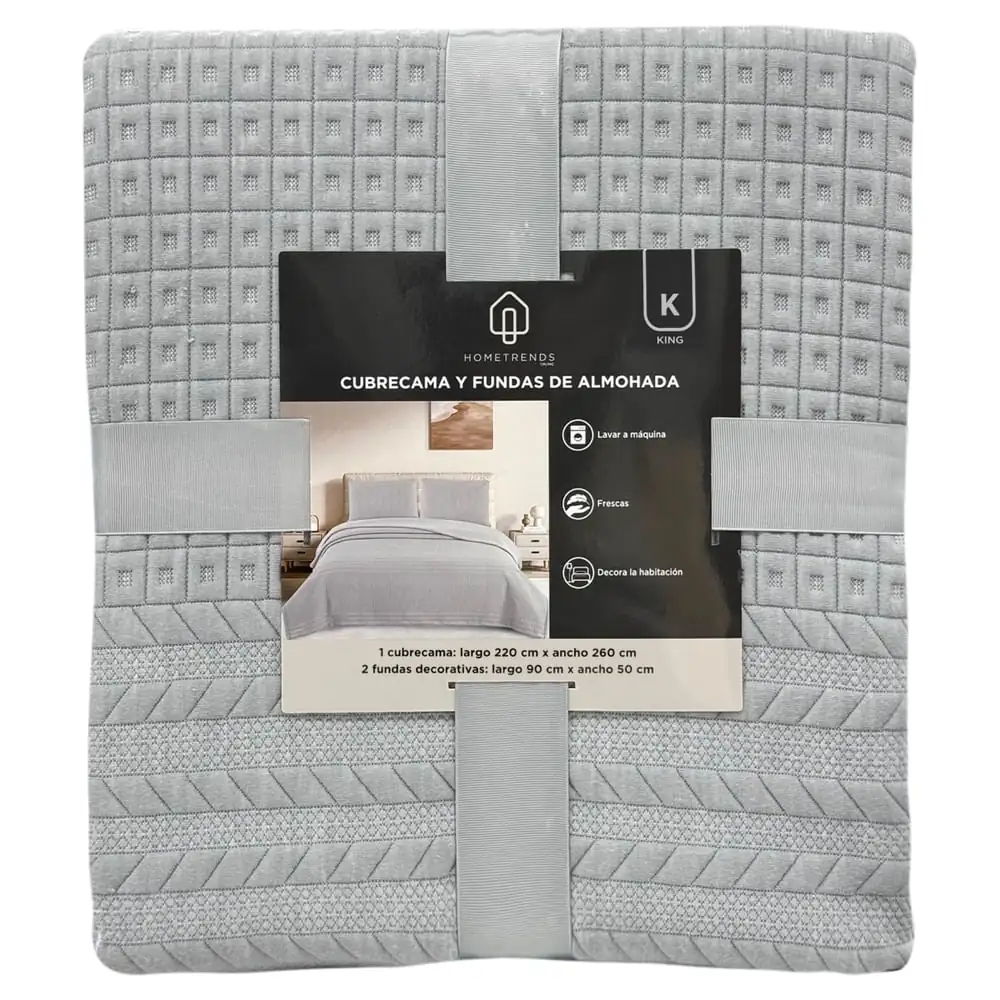 K
KING
HOMETRENDS
CUBRECAMA Y FUNDAS DE ALMOHADA
Lavar a máquina
Frescas
Decora la habitación
1 cubrecama: largo 220 cm x ancho 260 cm
2 fundas decorativas: largo 90 cm x ancho 50 cm